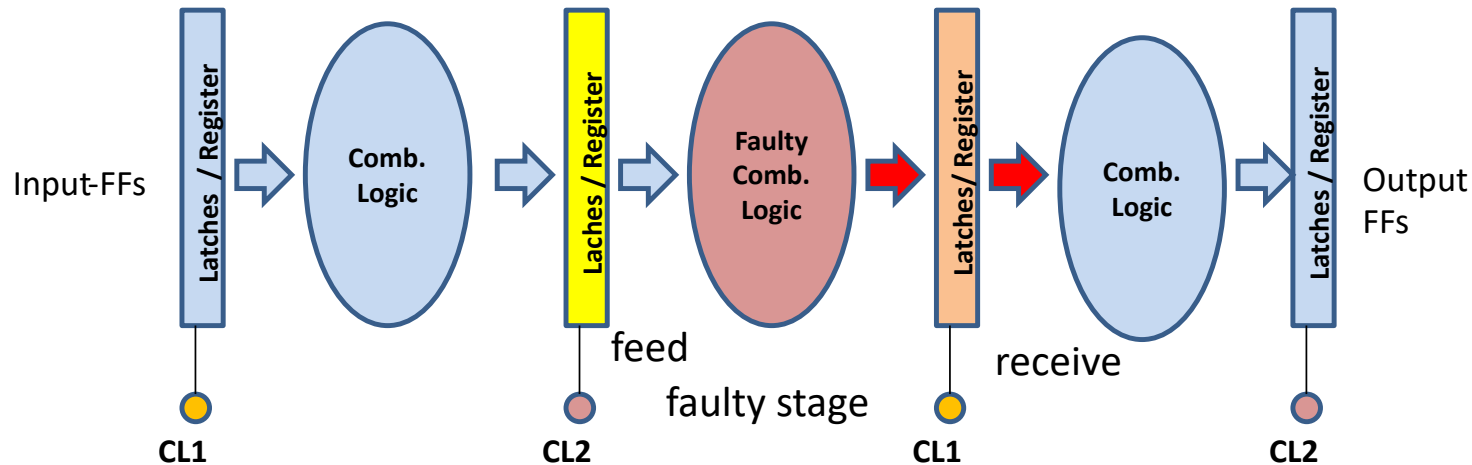 Input-FFs
Latches / Register
Comb.
Logic
Laches / Register
Faulty
Comb.
Logic
Latches/ Register
Comb.
Logic
Latches / Register
Output
FFs
feed
faulty stage
receive
CL1
CL2
CL1
CL2